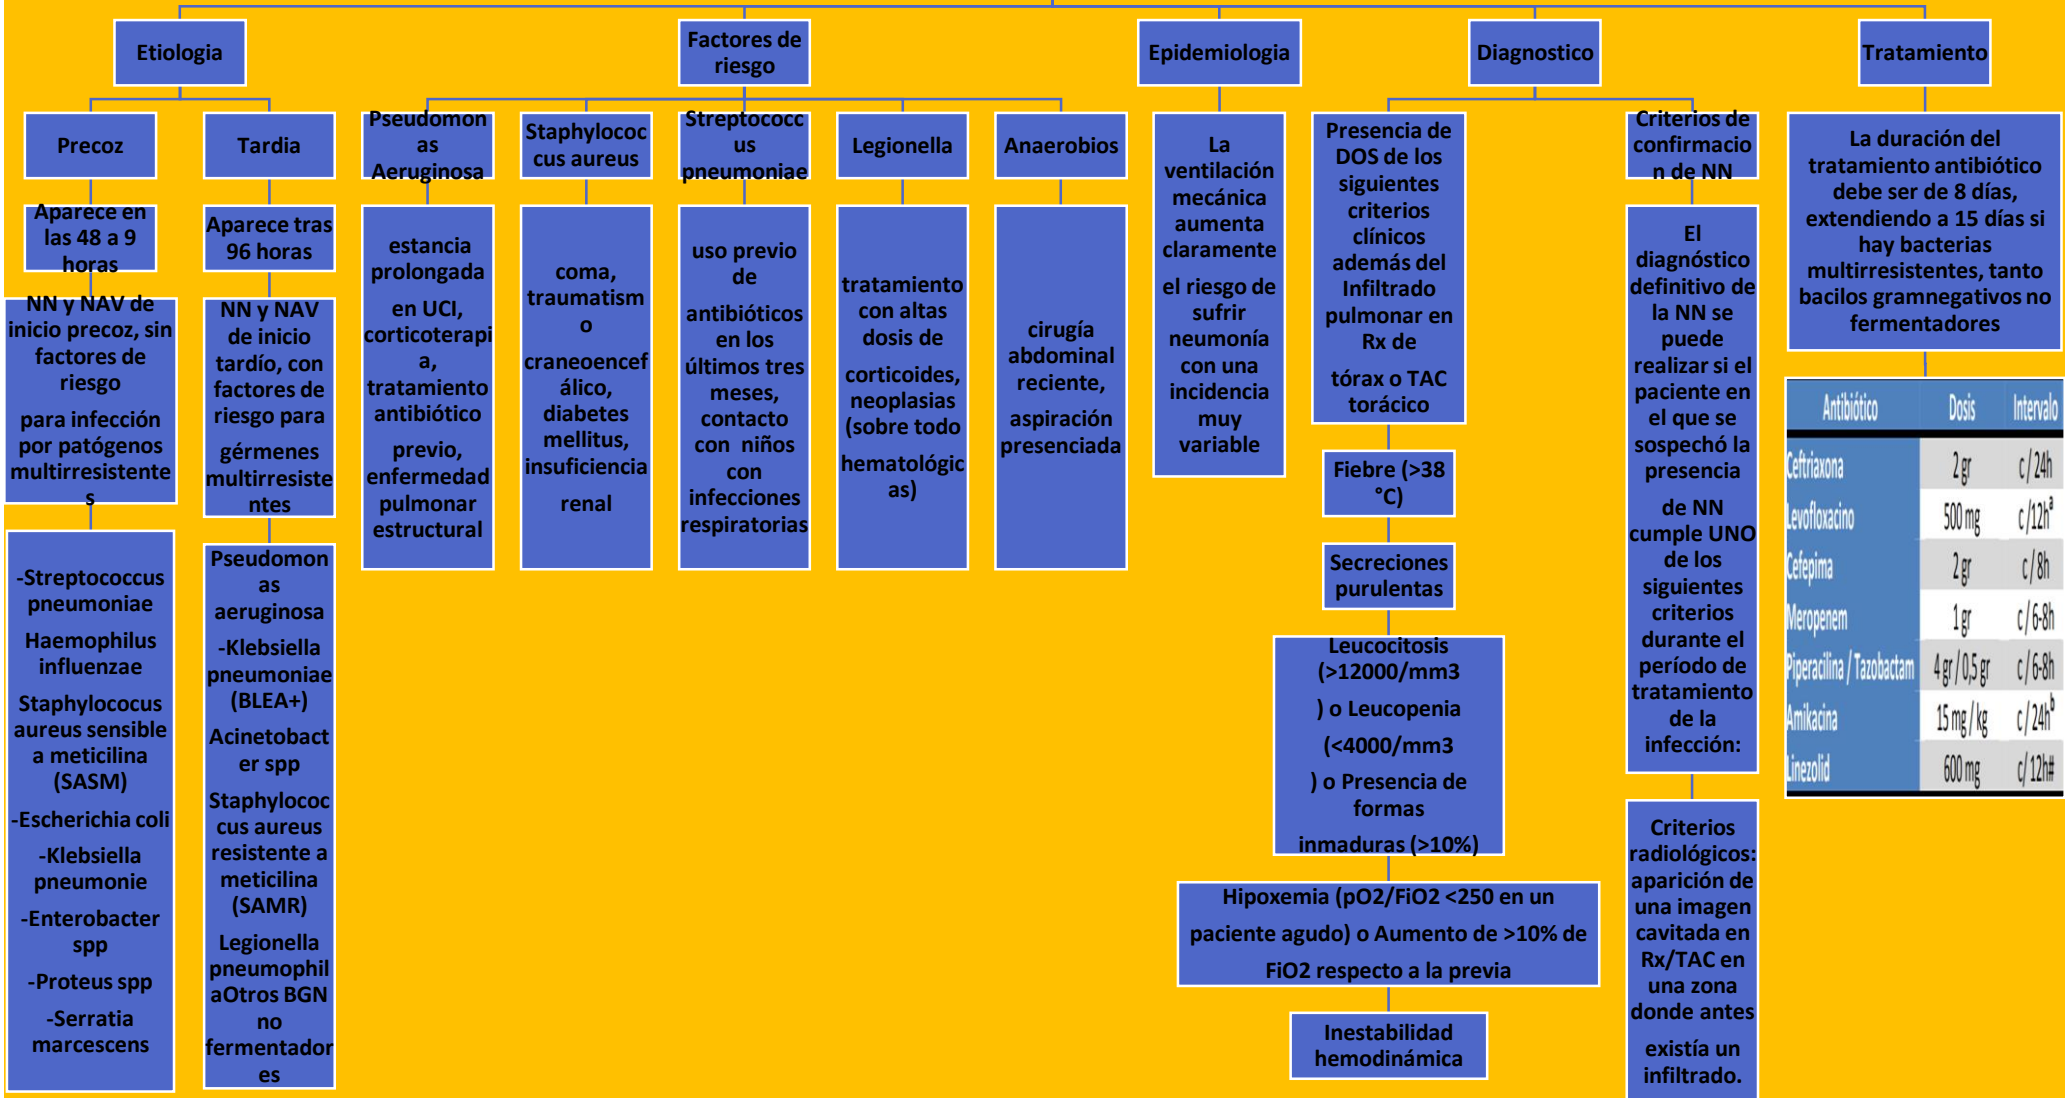 Etiologia
Precoz
Aparece en
las 48 a 9
horas
NN y NAV de
inicio precoz, sin
factores de
riesgo
para infección
por patógenos
multirresistente
s
-Streptococcus
pneumoniae
Haemophilus
influenzae
Staphylococus
aureus sensible
a meticilina
(SASM)
-Escherichia coli
-Klebsiella
pneumonie
-Enterobacter
spp
-Proteus spp
-Serratia
marcescens
Tardia
Aparece tras
96 horas
NN y NAV
de inicio
tardío, con
factores de
riesgo para
gérmenes
multirresiste
ntes
Pseudomon
as
aeruginosa
-Klebsiella
pneumoniae
(BLEA+)
Acinetobact
er spp
Staphylococ
cus aureus
resistente a
meticilina
(SAMR)
Legionella
pneumophil
aOtros BGN
no
fermentador
es
Factores de
riesgo
Pseudomon
as
Aeruginosa
estancia
prolongada
en UCI,
corticoterapi
a,
tratamiento
antibiótico
previo,
enfermedad
pulmonar
estructural
Staphylococ
cus aureus
coma,
traumatism
o
craneoencef
álico,
diabetes
mellitus,
insuficiencia
renal
Streptococc
us
pneumoniae
uso previo
de
antibióticos
en los
últimos tres
meses,
contacto
con niños
con
infecciones
respiratorias
Legionella
tratamiento
con altas
dosis de
corticoides,
neoplasias
(sobre todo
hematológic
as)
Anaerobios
cirugía
abdominal
reciente,
aspiración
presenciada
Epidemiologia
La
ventilación
mecánica
aumenta
claramente
el riesgo de
sufrir
neumonía
con una
incidencia
muy
variable
Diagnostico
Presencia de
DOS de los
siguientes
criterios
clínicos
además del
Infiltrado
pulmonar en
Rx de
tórax o TAC
torácico
Fiebre (>38
°C)
Secreciones
purulentas
Leucocitosis
(>12000/mm3
) o Leucopenia
(<4000/mm3
) o Presencia de
formas
inmaduras (>10%)
Hipoxemia (pO2/FiO2 <250 en un
paciente agudo) o Aumento de >10% de
FiO2 respecto a la previa
Inestabilidad
hemodinámica
Criterios de
confirmacio
n de NN
El
diagnóstico
definitivo de
la NN se
puede
realizar si el
paciente en
el que se
sospechó la
presencia
de NN
cumple UNO
de los
siguientes
criterios
durante el
período de
tratamiento
de la
infección:
Criterios
radiológicos:
aparición de
una imagen
cavitada en
Rx/TAC en
una zona
donde antes
existía un
infiltrado.
Tratamiento
La duración del
tratamiento antibiótico
debe ser de 8 días,
extendiendo a 15 días si
hay bacterias
multirresistentes, tanto
bacilos gramnegativos no
fermentadores
Antibiótico Dosis Intervalo
Ceftriaxona 2 gr c / 24h
Levofloxacino 500 mg c /12hª
Cefepima 2 gr c / 8h
Meropenem 1 gr c / 6-8h
Piperacilina / Tazobactam 4 gr / 0,5 gr c / 6-8h
Amikacina 15 mg / kg c / 24hᵇ
Linezolid 600 mg c/ 12h#